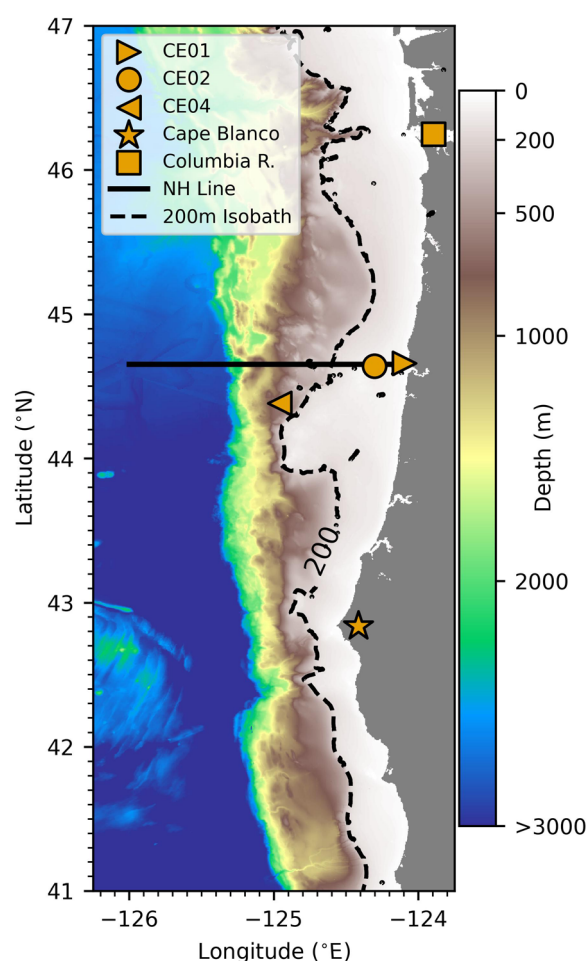 47
46
45
44
43
42
41
Latitude (°N)
CE01
CE02
CE04
Cape Blanco
Columbia R.
NH Line
200m Isobath
200
−126
−125
−124
Longitude (°E)
0
200
500
1000
2000
>3000
Depth (m)